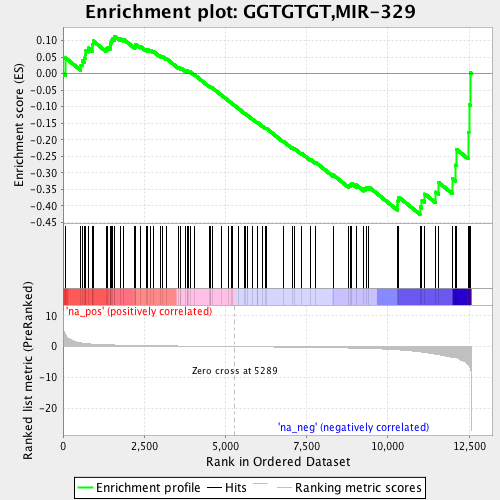 Enrichment plot: GGTGTGT,MIR-329
Enrichment score (ES)
0.10
0.05
0.00
-0.05
-0.10
-0.15
-0.20
-0.25
-0.30
-0.35
-0.40
-0.45
'na_pos' (positively correlated)
Ranked list metric (PreRanked)
10
0
-10
-20
Zero cross at 5289
'na_neg' (negatively correlated)
0
2,500
5,000
7,500
10,000
12,500
Rank in Ordered Dataset
Enrichment profile
Hits
Ranking metric scores